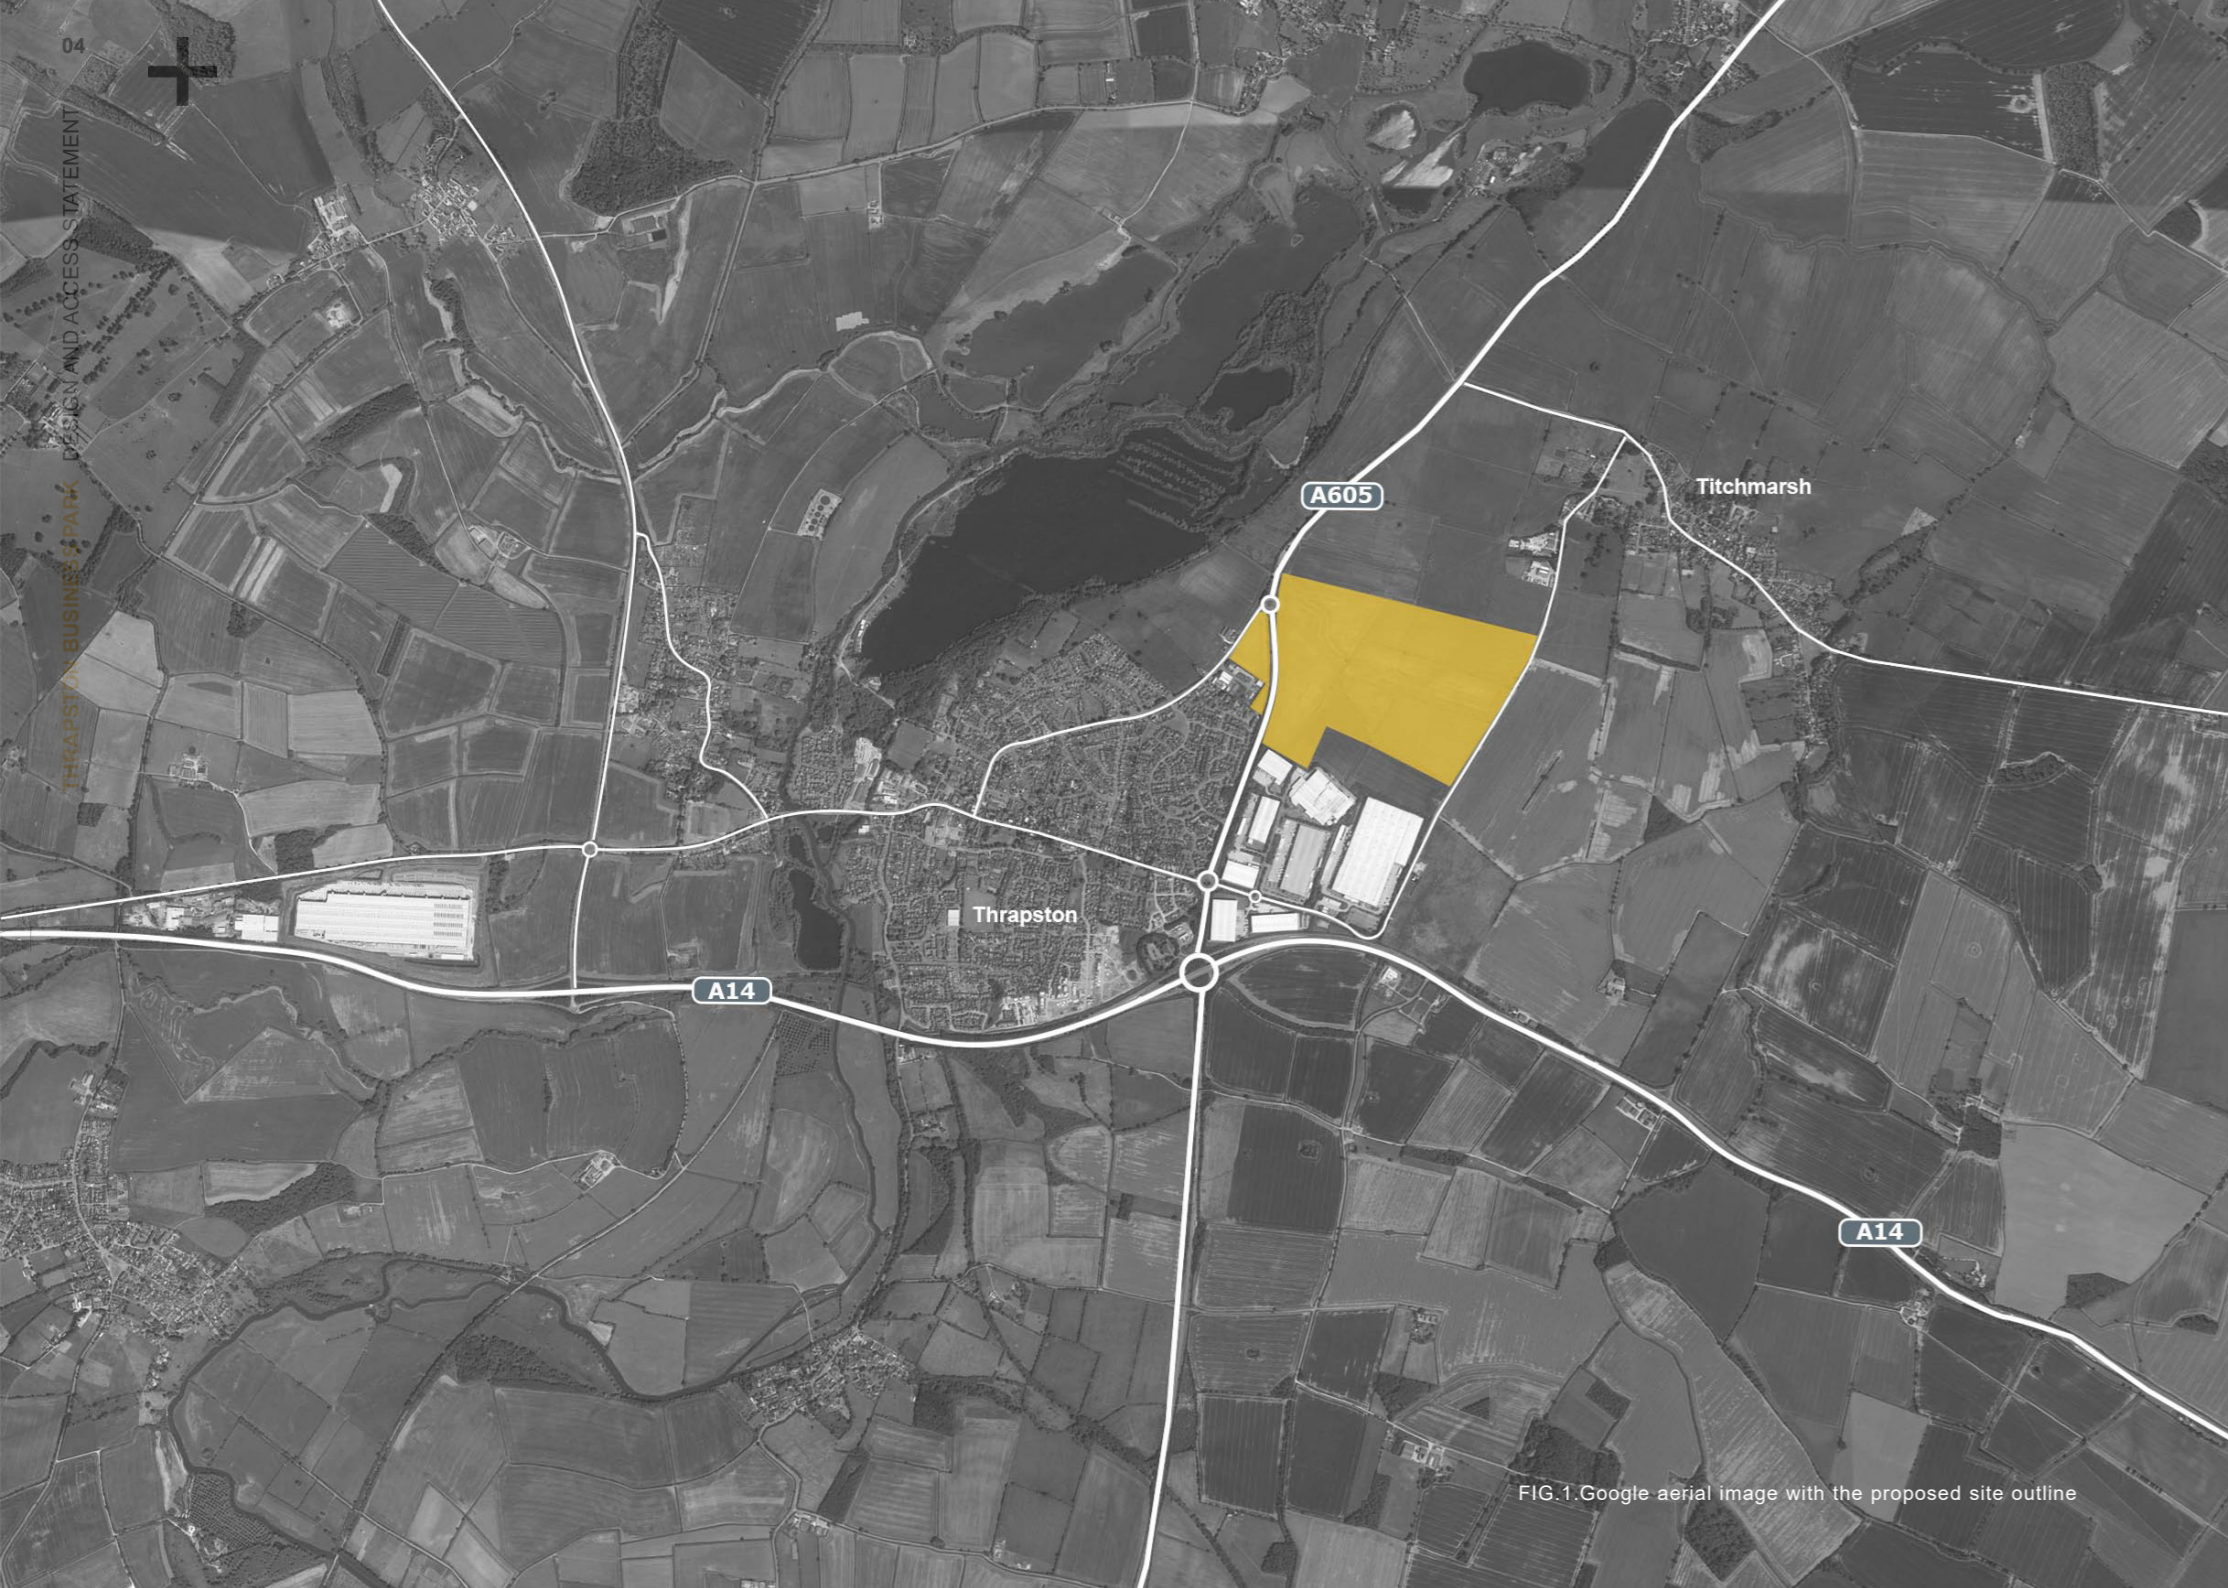 04
THRAPSTON BUSINESS PARK DESIGN AND ACCESS STATEMENT
A605
Titchmarsh
Thrapston
A14
A14
FIG.1.Google aerial image with the proposed site outline